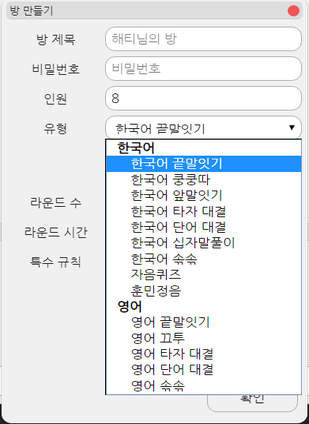 방 만들기
방 제목
해티님의 방
비밀번호
비밀번호
인원
8
유형
한국어 끝말잇기
한국어
한국어 끝말잇기
한국어 쿵쿵따
한국어 앞말잇기
한국어 타자 대결
한국어 단어 대결
한국어 십자말풀이
한국어 솎솎
자음퀴즈
훈민정음
영어
영어 끝말잇기
영어 끄투
영어 타자 대결
영어 단어 대결
영어 솎솎
라운드 수
라운드 시간
특수 규칙
확인